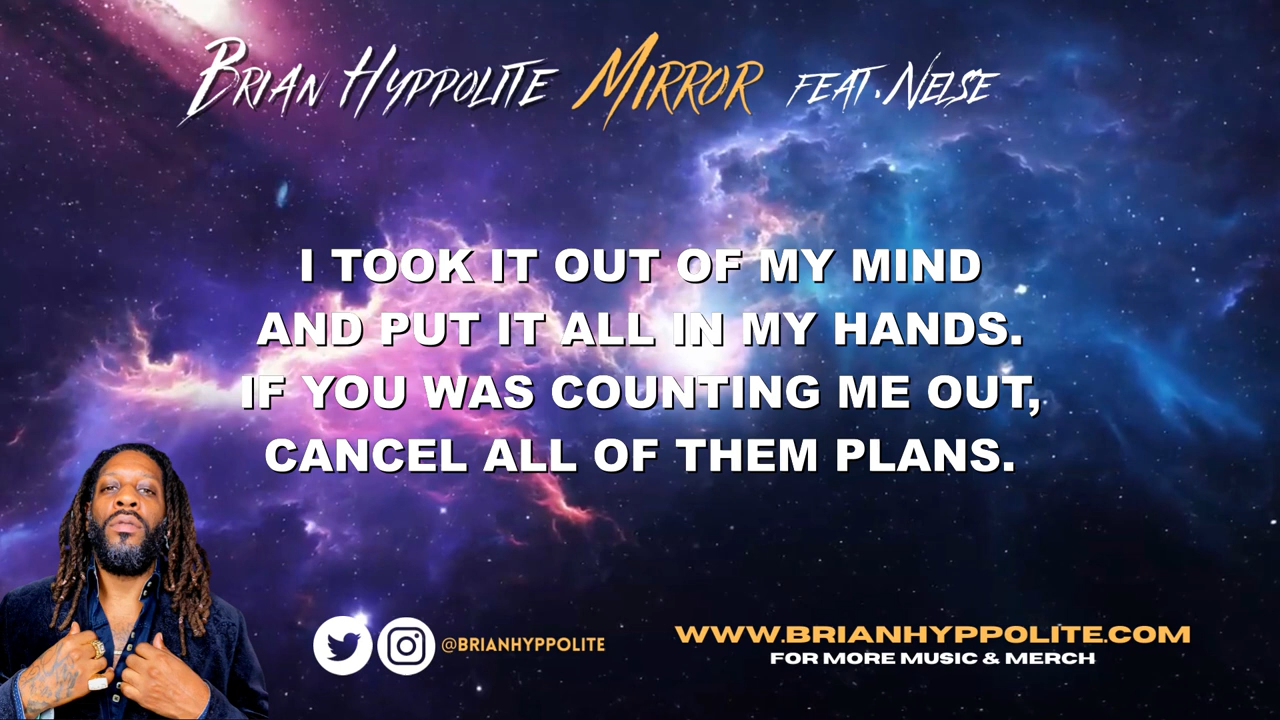 BRIAN HYPPOLITE MIRROR FEAT. NELSE
I TOOK IT OUT OF MY MIND
AND PUT IT ALL IN MY HANDS.
IF YOU WAS COUNTING ME OUT,
CANCEL ALL OF THEM PLANS.
@BRIANHYPPOLITE
WWW.BRIANHYPPOLITE.COM
FOR MORE MUSIC & MERCH